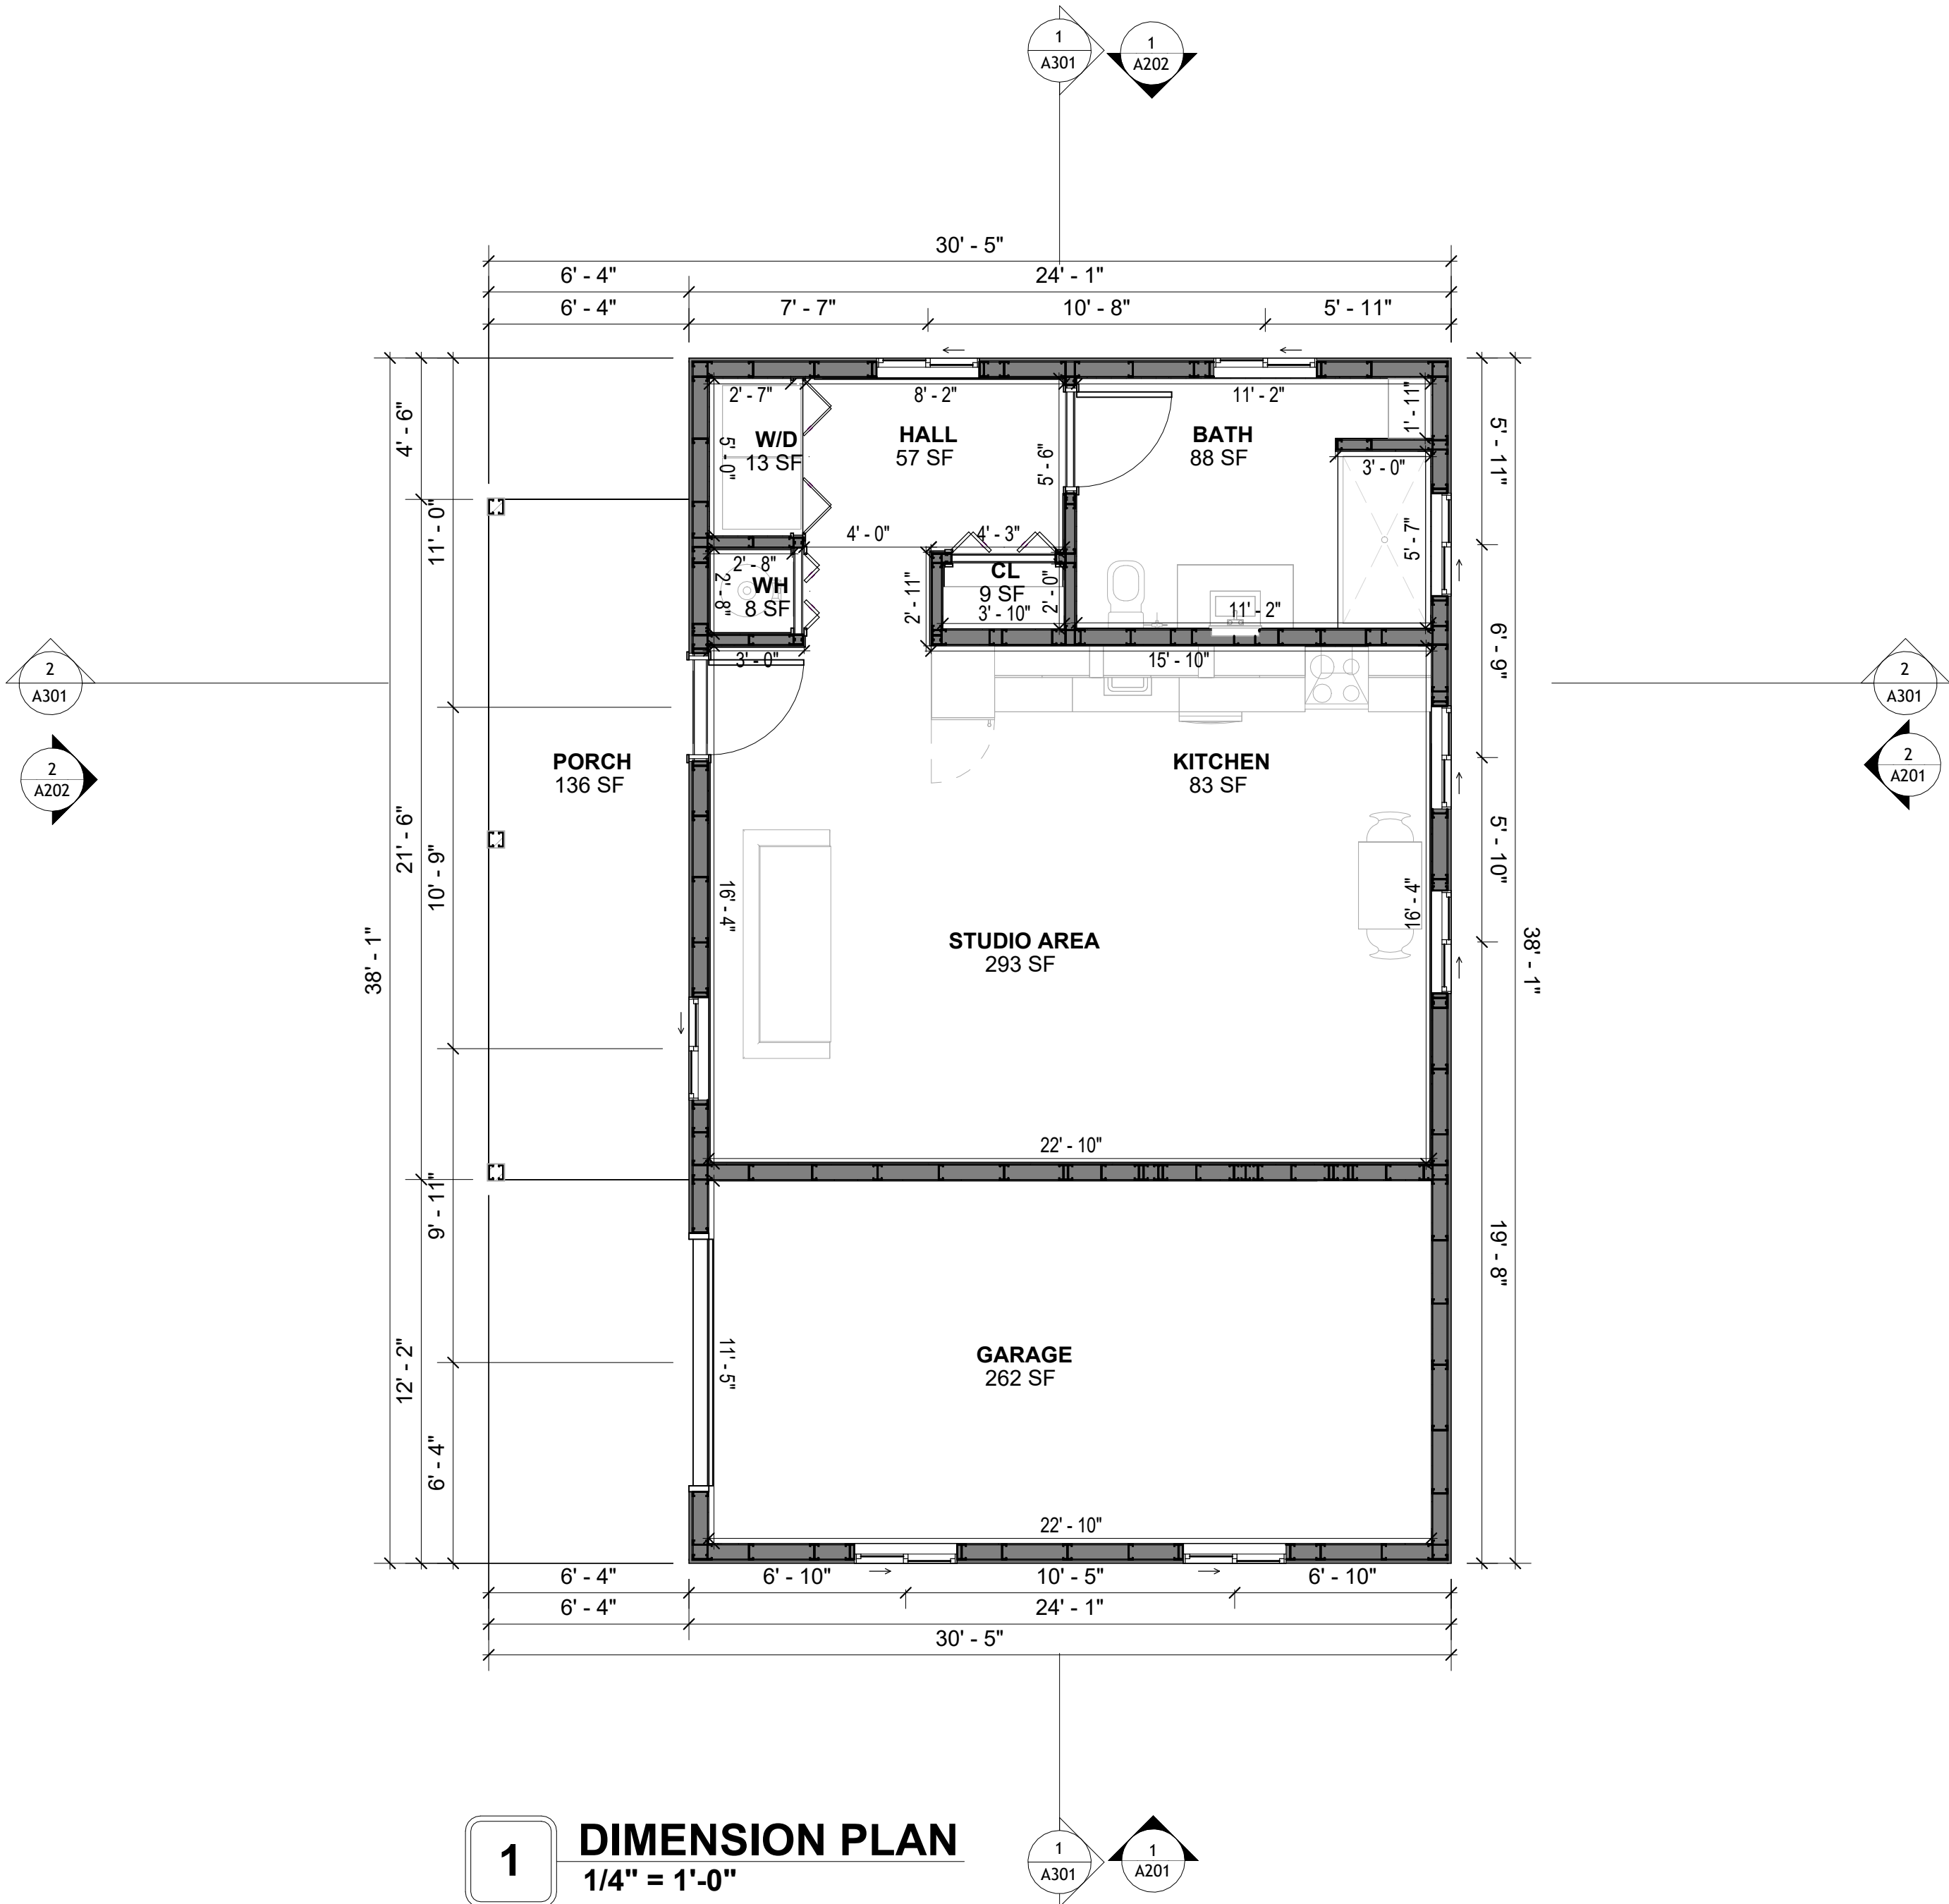 1
A301
1
A202
30' - 5"
6' - 4"
24' - 1"
6' - 4"
7' - 7"
10' - 8"
5' - 11"
2' - 7"
8' - 2"
11' - 2"
1' - 11"
4' - 6"
5' - 11"
W/D
13 SF
5' - 0"
HALL
57 SF
5' - 6"
BATH
88 SF
3' - 0"
11' - 0"
4' - 0"
4' - 3"
5' - 7"
2' - 8"
WH
8 SF
2' - 8"
2' - 11"
CL
9 SF
3' - 10"
2' - 0"
11' - 2"
3' - 0"
15' - 10"
6' - 9"
2
A301
2
A301
PORCH
136 SF
KITCHEN
83 SF
2
A202
2
A201
21' - 6"
10' - 9"
16' - 4"
16' - 4"
5' - 10"
38' - 1"
STUDIO AREA
293 SF
38' - 1"
22' - 10"
9' - 11"
19' - 8"
12' - 2"
11' - 5"
GARAGE
262 SF
6' - 4"
22' - 10"
6' - 4"
6' - 10"
10' - 5"
6' - 10"
6' - 4"
24' - 1"
30' - 5"
1
DIMENSION PLAN
1/4" = 1'-0"
1
A301
1
A201